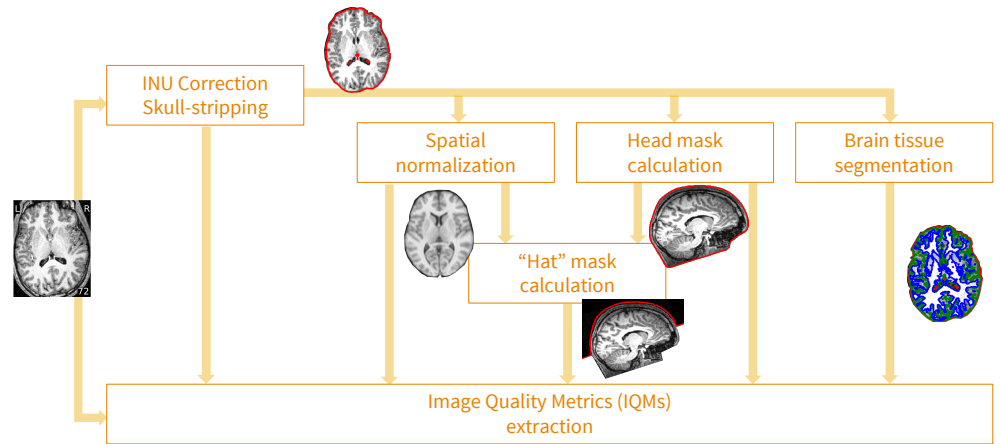 INU Correction
Skull-stripping
Spatial
normalization
Head mask
calculation
Brain tissue
segmentation
L R
72
“Hat” mask
calculation
Image Quality Metrics (IQMs)
extraction